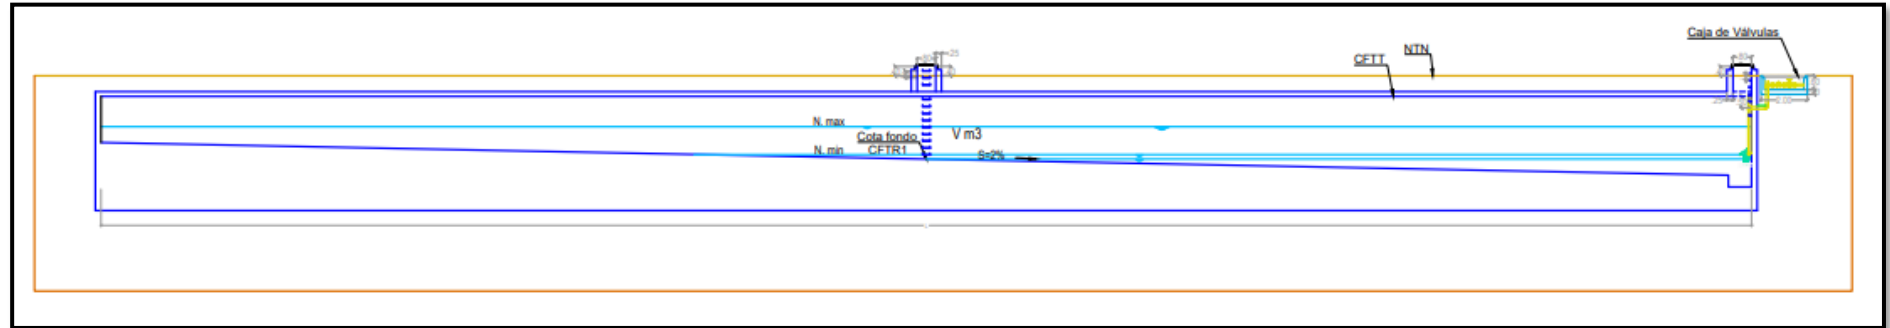 Caja de Válvulas
NTN
CFTT
N. max
Cota fondo
CFTR1
V m3
N. min
S=2%